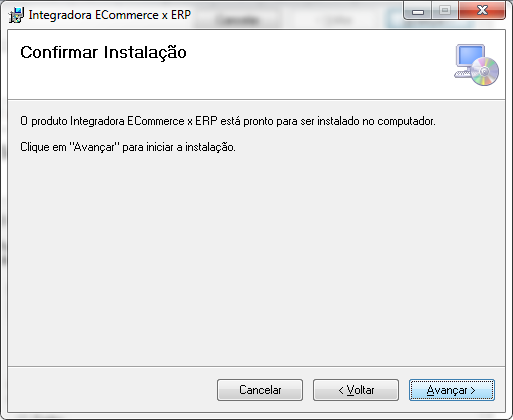 Integradora ECommerce x ERP
Confirmar Instalação
O produto Integradora ECommerce x ERP está pronto para ser instalado no computador.
Clique em "Avançar" para iniciar a instalação.
Cancelar
< Voltar
Avançar >